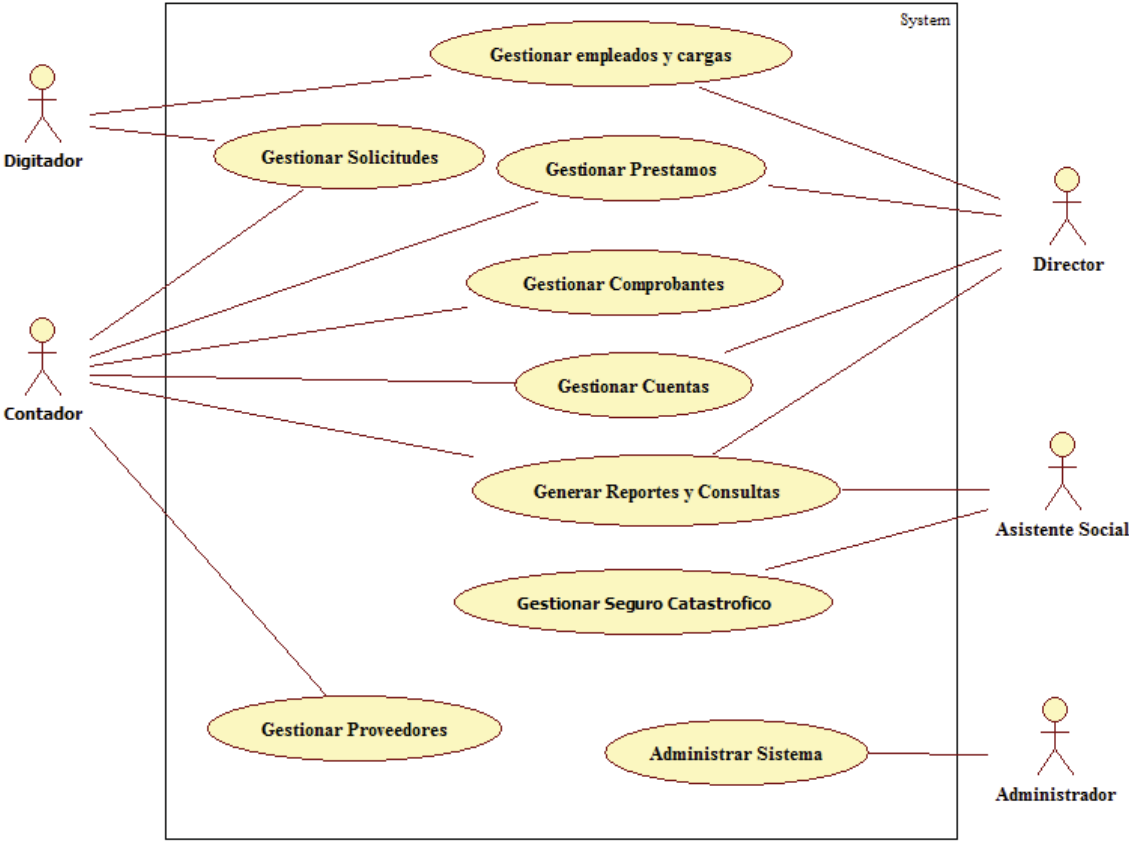 System
Gestionar empleados y cargas
Digitador
Gestionar Solicitudes
Gestionar Prestamos
Director
Gestionar Comprobantes
Contador
Gestionar Cuentas
Generar Reportes y Consultas
Asistente Social
Gestionar Seguro Catastrofico
Gestionar Proveedores
Administrar Sistema
Administrador